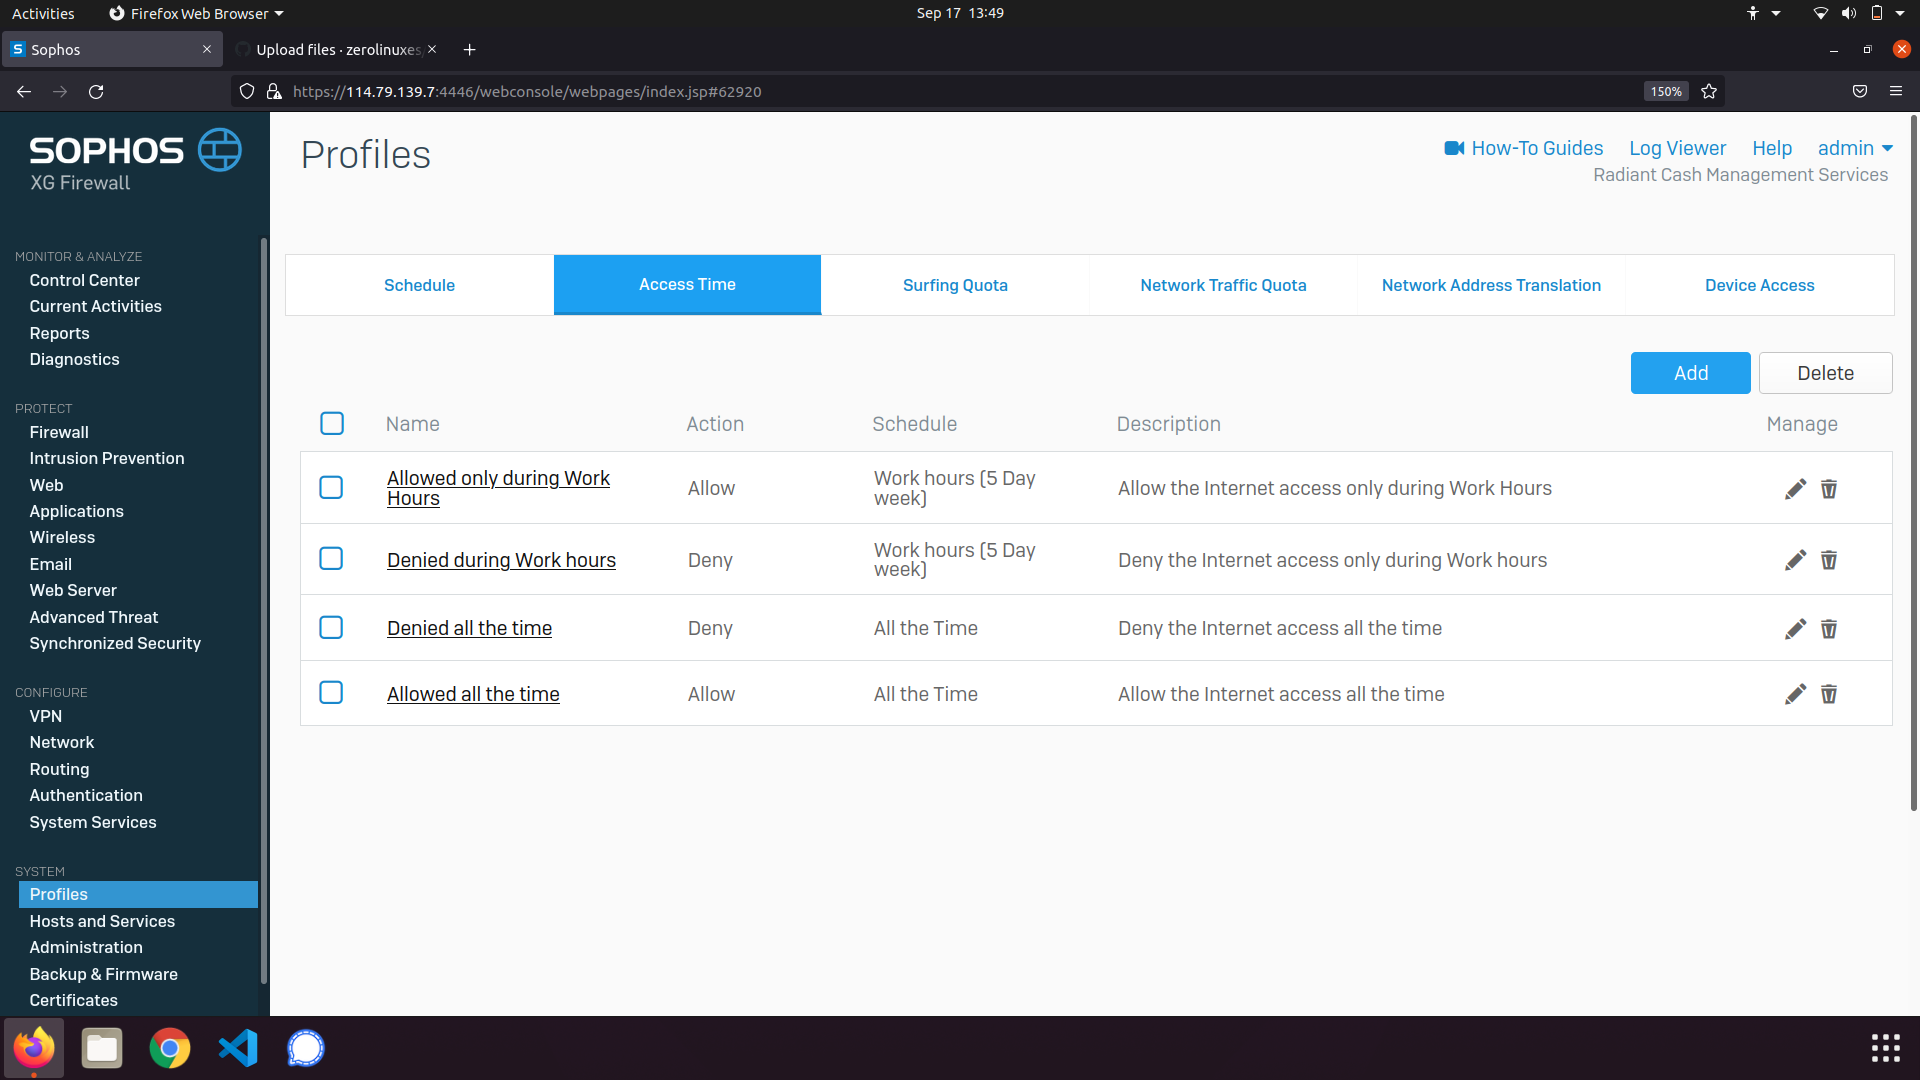 Activities
Firefox Web Browser
Sep 17 13:49
Sophos
Upload files · zerolinuxes
https://114.79.139.7:4446/webconsole/webpages/index.jsp#62920
150%
SOPHOS
XG Firewall
MONITOR & ANALYZE
Control Center
Current Activities
Reports
Diagnostics
PROTECT
Firewall
Intrusion Prevention
Web
Applications
Wireless
Email
Web Server
Advanced Threat
Synchronized Security
CONFIGURE
VPN
Network
Routing
Authentication
System Services
SYSTEM
Profiles
Hosts and Services
Administration
Backup & Firmware
Certificates
Profiles
How-To Guides Log Viewer Help admin
Radiant Cash Management Services
Schedule Access Time Surfing Quota Network Traffic Quota Network Address Translation Device Access
Add Delete
Name Action Schedule Description Manage
Allowed only during Work
Hours
Allow
Work hours (5 Day
week)
Allow the Internet access only during Work Hours
Denied during Work hours
Deny
Work hours (5 Day
week)
Deny the Internet access only during Work hours
Denied all the time Deny All the Time Deny the Internet access all the time
Allowed all the time Allow All the Time Allow the Internet access all the time